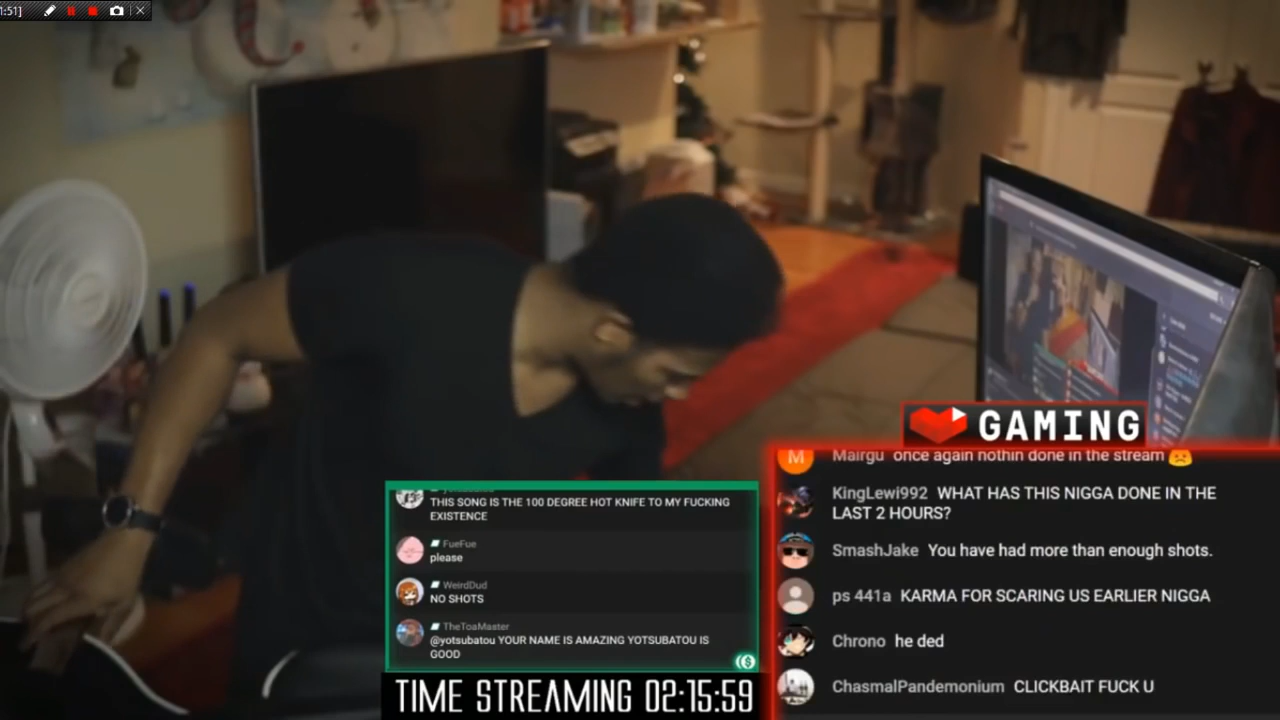 :51]
GAMING
Mairgu once again nothin done in the stream
KingLewi992 WHAT HAS THIS NIGGA DONE IN THE
LAST 2 HOURS?
SmashJake You have had more than enough shots.
ps 441a KARMA FOR SCARING US EARLIER NIGGA
Chrono he ded
ChasmalPandemonium CLICKBAIT FUCK U
THIS SONG IS THE 100 DEGREE HOT KNIFE TO MY FUCKING
EXISTENCE
FueFue
please
WeirdDud
NO SHOTS
TheToaMaster
@yotsubatou YOUR NAME IS AMAZING YOTSUBATOU IS
GOOD
TIME STREAMING 02:15:59